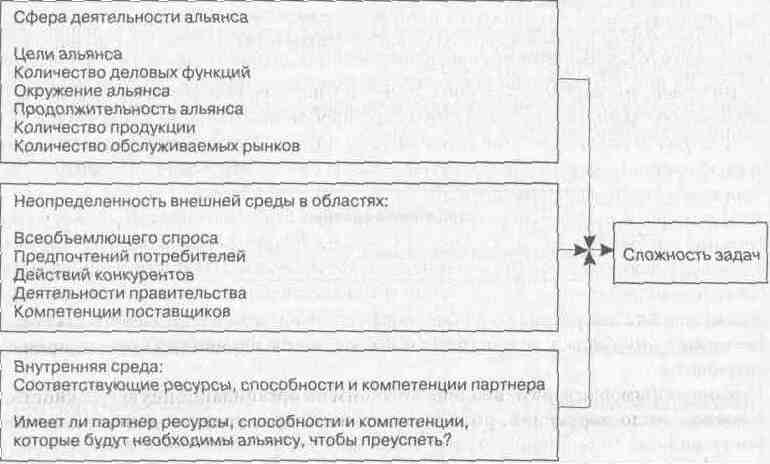 Сфера деятельности альянса
Цели альянса
Количество деловых функций
Окружение альянса
Продолжительность альянса
Количество продукции
Количество обслуживаемых рынков
Неопределенность внешней среды в областях:
Всеобъемлющего спроса
Предпочтений потребителей
Действий конкурентов
Деятельности правительства
Компетенции поставщиков
Сложность задач
Внутренняя среда:
Соответствующие ресурсы, способности и компетенции партнера
Имеет ли партнер ресурсы, способности и компетенции,
которые будут необходимы альянсу, чтобы преуспеть?